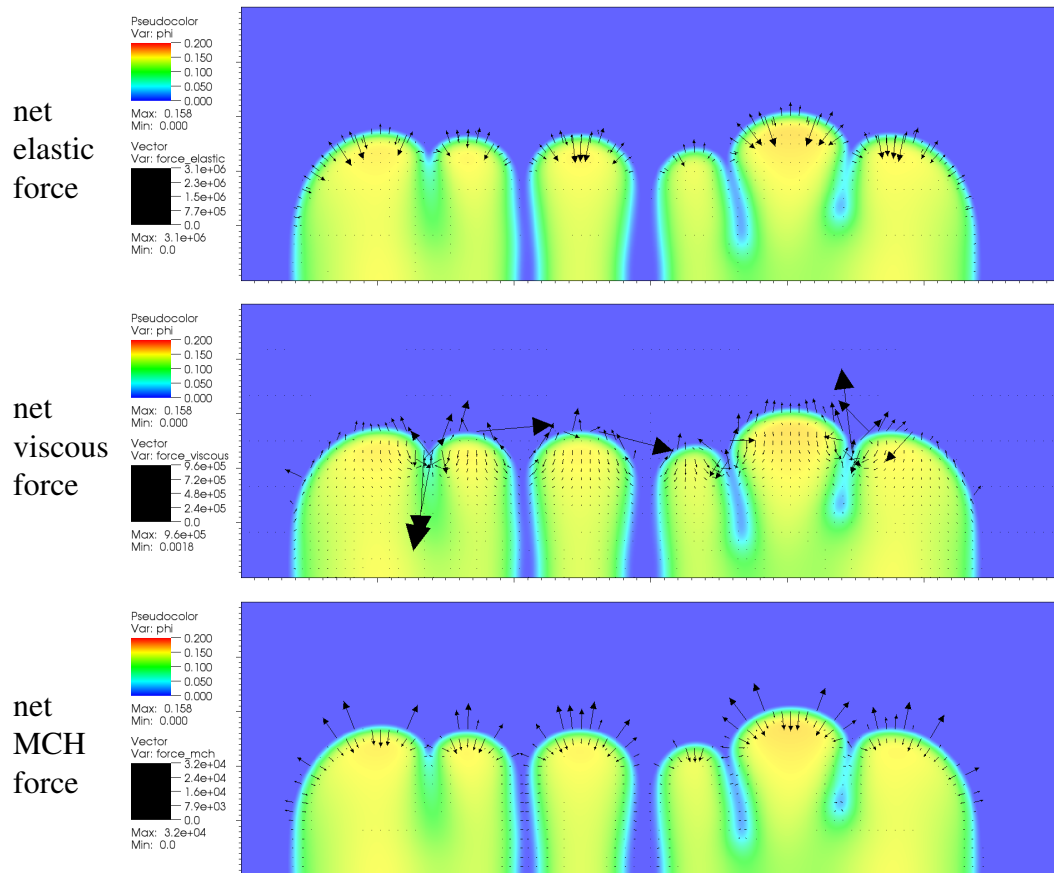 net
elastic
force
Pseudocolor
Var: phi
0.200
0.150
0.100
0.050
0.000
Max: 0.158
Min: 0.000
Vector
Var: force_elastic
3.1e+06
2.3e+06
1.5e+06
7.7e+05
0.0
Max: 3.1e+06
Min: 0.0
net
viscous
force
Pseudocolor
Var: phi
0.200
0.150
0.100
0.050
0.000
Max: 0.158
Min: 0.000
Vector
Var: force_viscous
9.6e+05
7.2e+05
4.8e+05
2.4e+05
0.0
Max: 9.6e+05
Min: 0.0018
net
MCH
force
Pseudocolor
Var: phi
0.200
0.150
0.100
0.050
0.000
Max: 0.158
Min: 0.000
Vector
Var: force_mch
3.2e+04
2.4e+04
1.6e+04
7.9e+03
0.0
Max: 3.2e+04
Min: 0.0